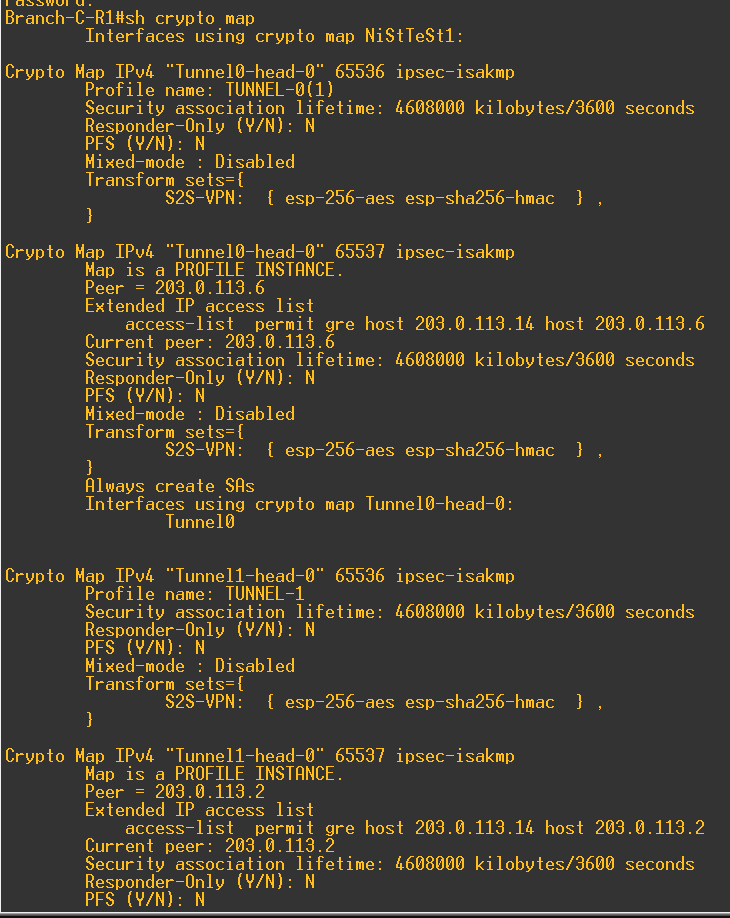 Password:
Branch-C-R1#sh crypto map
        Interfaces using crypto map NiStTeSt1:
Crypto Map IPv4 "Tunnel0-head-0" 65536 ipsec-isakmp
        Profile name: TUNNEL-0(1)
        Security association lifetime: 4608000 kilobytes/3600 seconds
        Responder-Only (Y/N): N
        PFS (Y/N): N
        Mixed-mode : Disabled
        Transform sets={
                S2S-VPN:  { esp-256-aes esp-sha256-hmac  } ,
        }
Crypto Map IPv4 "Tunnel0-head-0" 65537 ipsec-isakmp
        Map is a PROFILE INSTANCE.
        Peer = 203.0.113.6
        Extended IP access list
            access-list  permit gre host 203.0.113.14 host 203.0.113.6
        Current peer: 203.0.113.6
        Security association lifetime: 4608000 kilobytes/3600 seconds
        Responder-Only (Y/N): N
        PFS (Y/N): N
        Mixed-mode : Disabled
        Transform sets={
                S2S-VPN:  { esp-256-aes esp-sha256-hmac  } ,
        }
        Always create SAs
        Interfaces using crypto map Tunnel0-head-0:
                Tunnel0
Crypto Map IPv4 "Tunnel1-head-0" 65536 ipsec-isakmp
        Profile name: TUNNEL-1
        Security association lifetime: 4608000 kilobytes/3600 seconds
        Responder-Only (Y/N): N
        PFS (Y/N): N
        Mixed-mode : Disabled
        Transform sets={
                S2S-VPN:  { esp-256-aes esp-sha256-hmac  } ,
        }
Crypto Map IPv4 "Tunnel1-head-0" 65537 ipsec-isakmp
        Map is a PROFILE INSTANCE.
        Peer = 203.0.113.2
        Extended IP access list
            access-list  permit gre host 203.0.113.14 host 203.0.113.2
        Current peer: 203.0.113.2
        Security association lifetime: 4608000 kilobytes/3600 seconds
        Responder-Only (Y/N): N
        PFS (Y/N): N